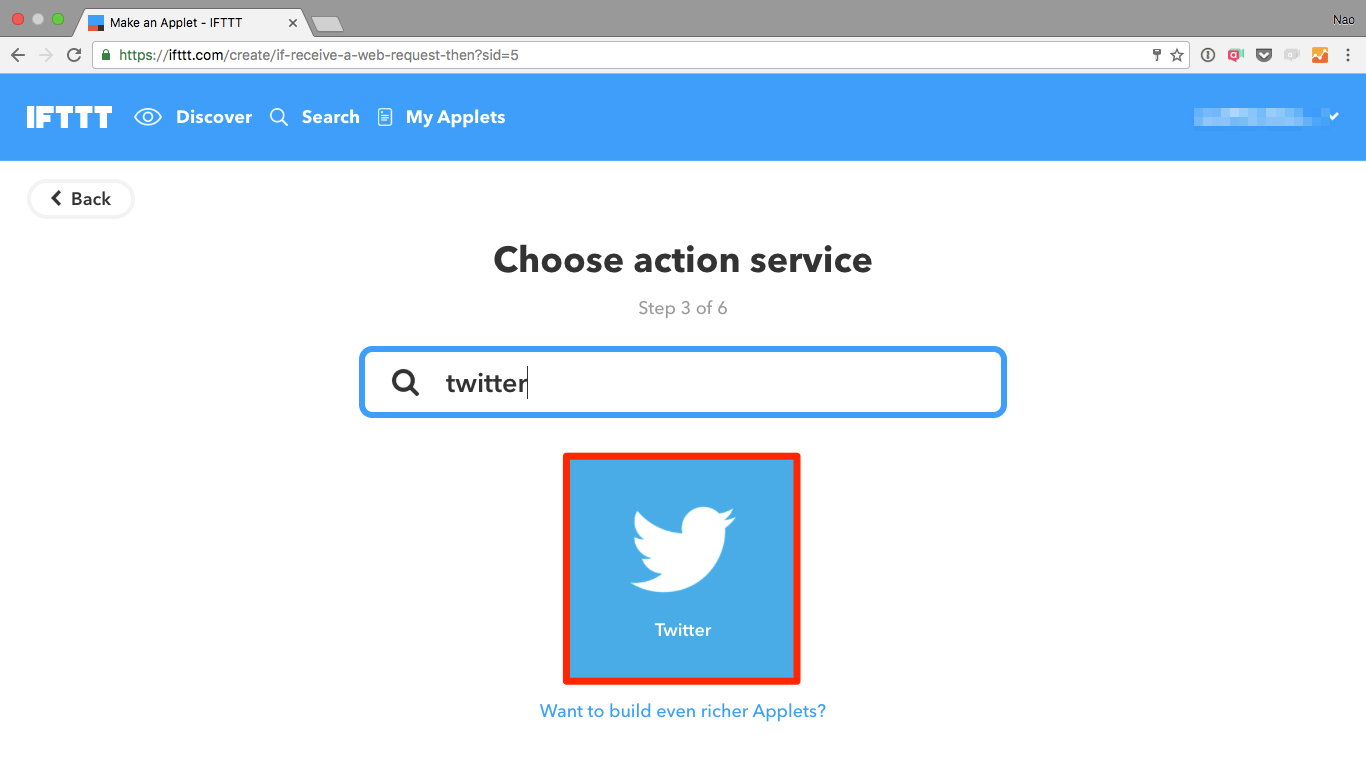 Make an Applet - IFTTT
Nao
https://ifttt.com/create/if-receive-a-web-request-then?sid=5
IFTTT Discover Search My Applets
Back
Choose action service
Step 3 of 6
twitter
Twitter
Want to build even richer Applets?